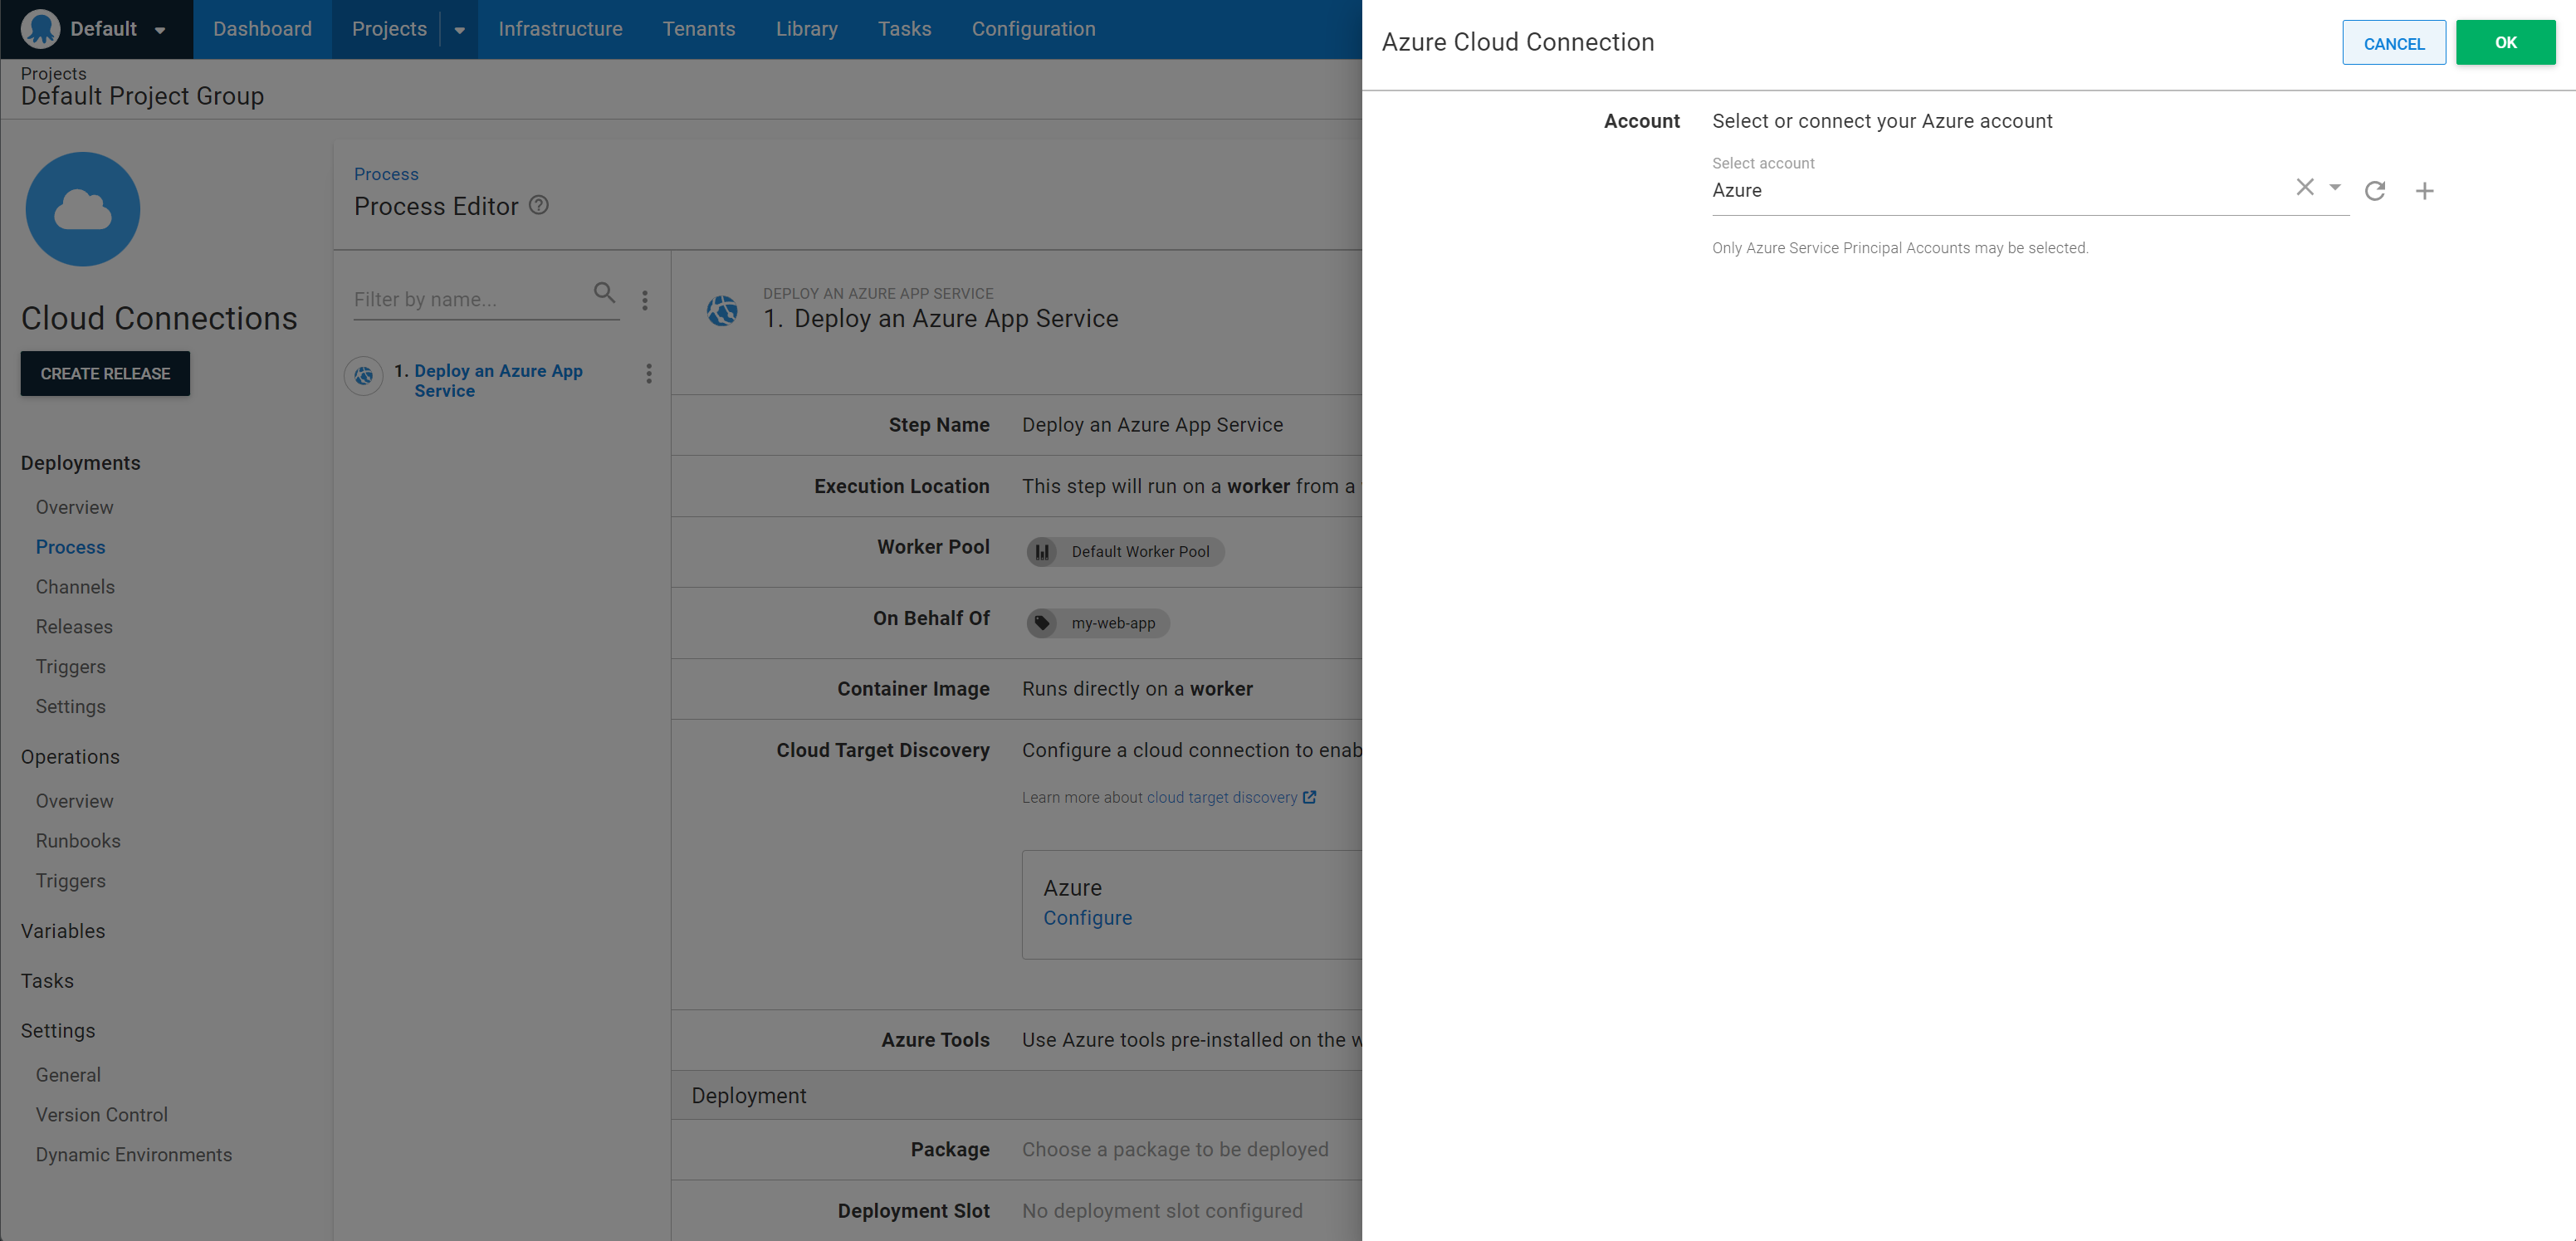 Default
Dashboard
Projects
Infrastructure
Tenants
Library
Tasks
Configuration
Projects
Default Project Group
Cloud Connections
CREATE RELEASE
Deployments
Overview
Process
Channels
Releases
Triggers
Settings
Operations
Overview
Runbooks
Triggers
Variables
Tasks
Settings
General
Version Control
Dynamic Environments
Process
Process Editor
Filter by name...
1. Deploy an Azure App
Service
DEPLOY AN AZURE APP SERVICE
1. Deploy an Azure App Service
Step Name Deploy an Azure App Service
Execution Location This step will run on a worker from a
Worker Pool Default Worker Pool
On Behalf Of my-web-app
Container Image Runs directly on a worker
Cloud Target Discovery Configure a cloud connection to enab
Learn more about cloud target discovery
Azure
Configure
Azure Tools Use Azure tools pre-installed on the w
Deployment
Package Choose a package to be deployed
Deployment Slot No deployment slot configured
Azure Cloud Connection
CANCEL
OK
Account Select or connect your Azure account
Select account
Azure
Only Azure Service Principal Accounts may be selected.